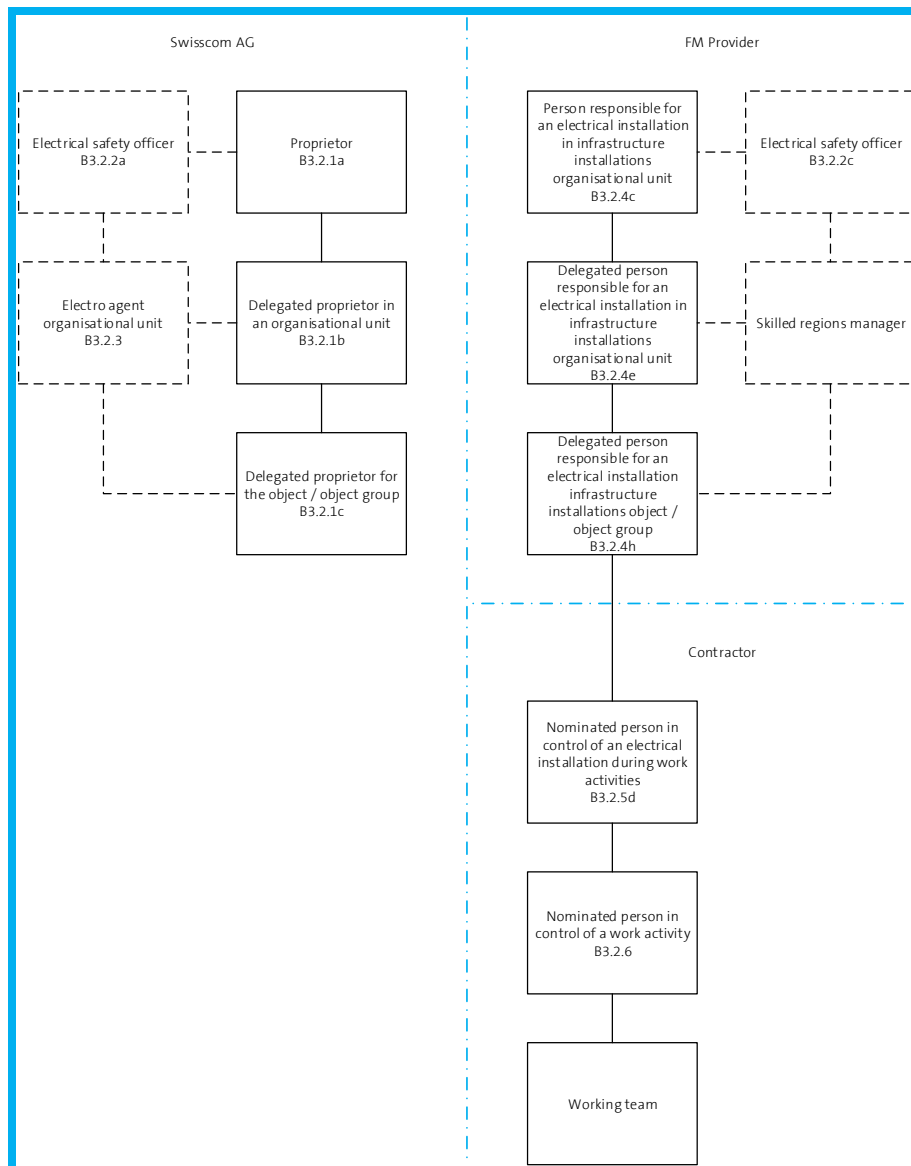 Swisscom AG
FM Provider
Electrical safety officer
B3.2.2a
Proprietor
B3.2.1a
Person responsible for
an electrical installation
in infrastructure
installations
organisational unit
B3.2.4c
Electrical safety officer
B3.2.2c
Electro agent
organisational unit
B3.2.3
Delegated proprietor in
an organisational unit
B3.2.1b
Delegated person
responsible for an
electrical installation in
infrastructure
installations
organisational unit
B3.2.4e
Skilled regions manager
Delegated proprietor for
the object / object group
B3.2.1c
Delegated person
responsible for an
electrical installation
infrastructure
installations object /
object group
B3.2.4h
Contractor
Nominated person in
control of an electrical
installation during work
activities
B3.2.5d
Nominated person in
control of a work activity
B3.2.6
Working team